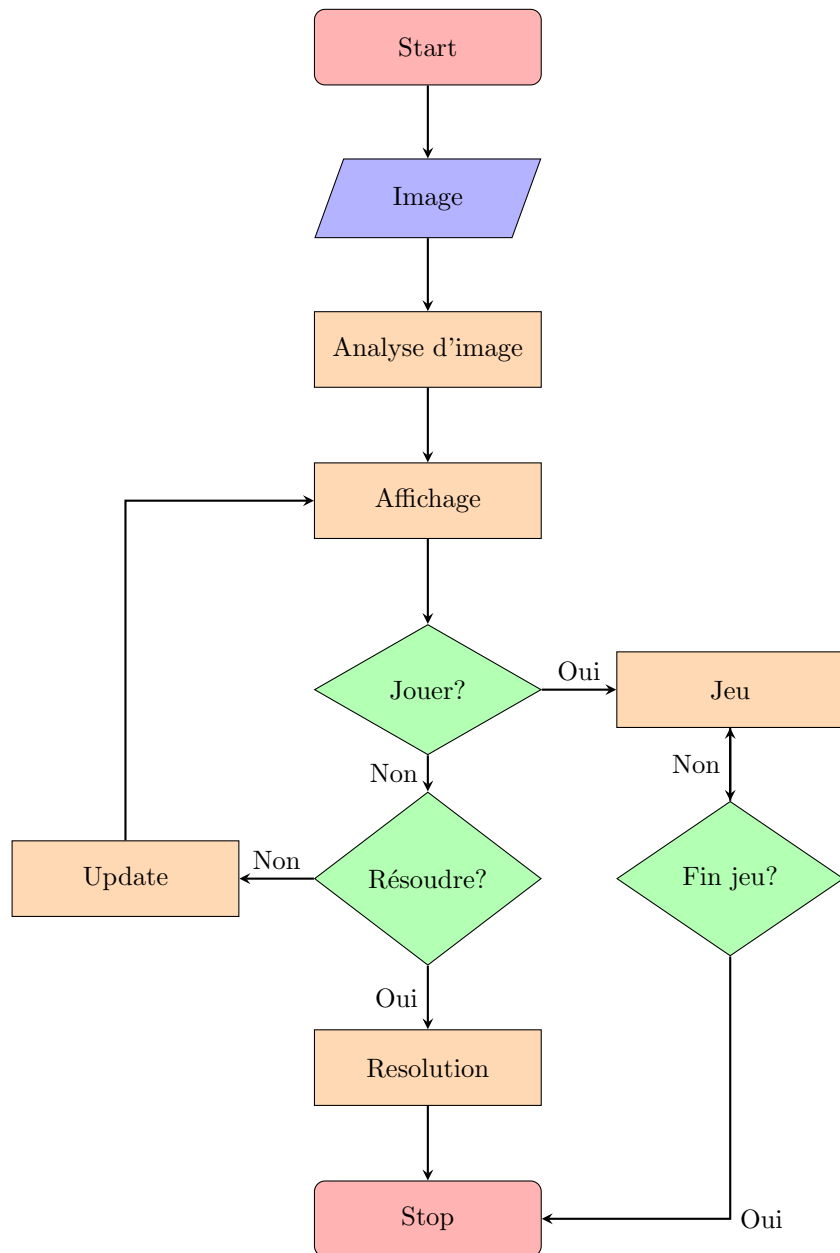 Start
Image
Analyse d'image
Affichage
Jouer?
Oui
Jeu
Non
Non
Update
Non
Résoudre?
Fin jeu?
Oui
Resolution
Stop
Oui